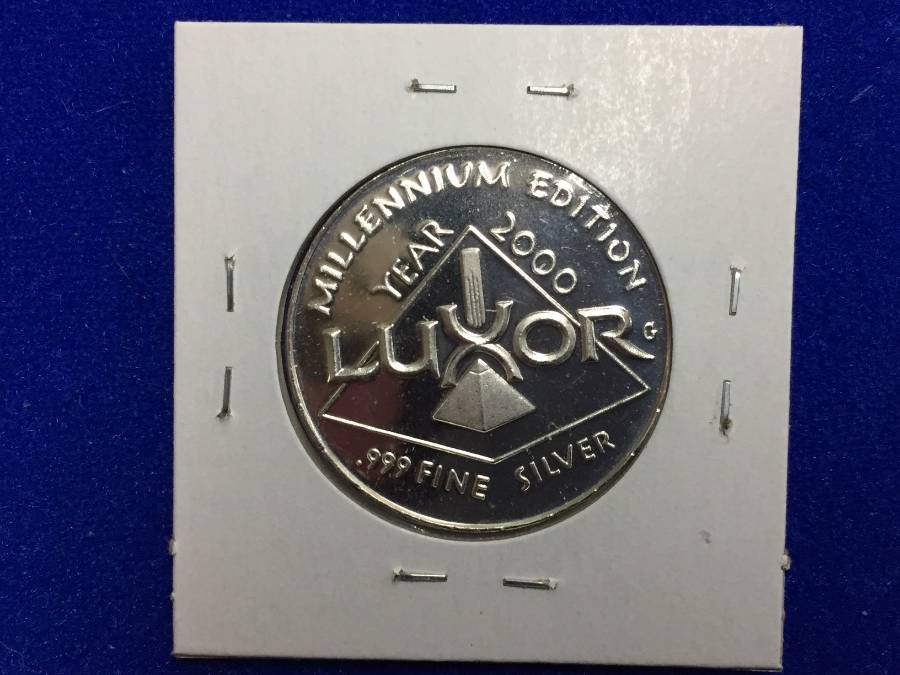 MILLENNIUM EDITION
YEAR 2000
LUXOR
G
.999 FINE SILVER